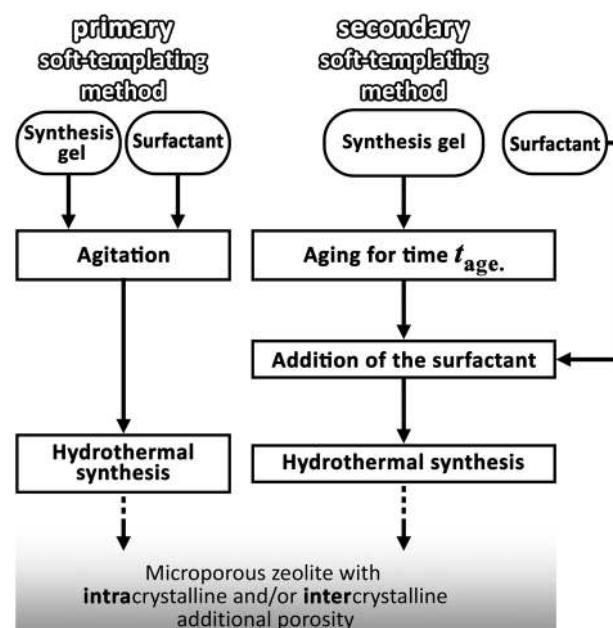 primary
soft-templating
method
Synthesis
gel
Surfactant
Agitation
Hydrothermal
synthesis
secondary
soft-templating
method
Synthesis gel
Surfactant
Aging for time t age.
Addition of the surfactant
Hydrothermal synthesis
Microporous zeolite with
intracrystalline and/or intercrystalline
additional porosity